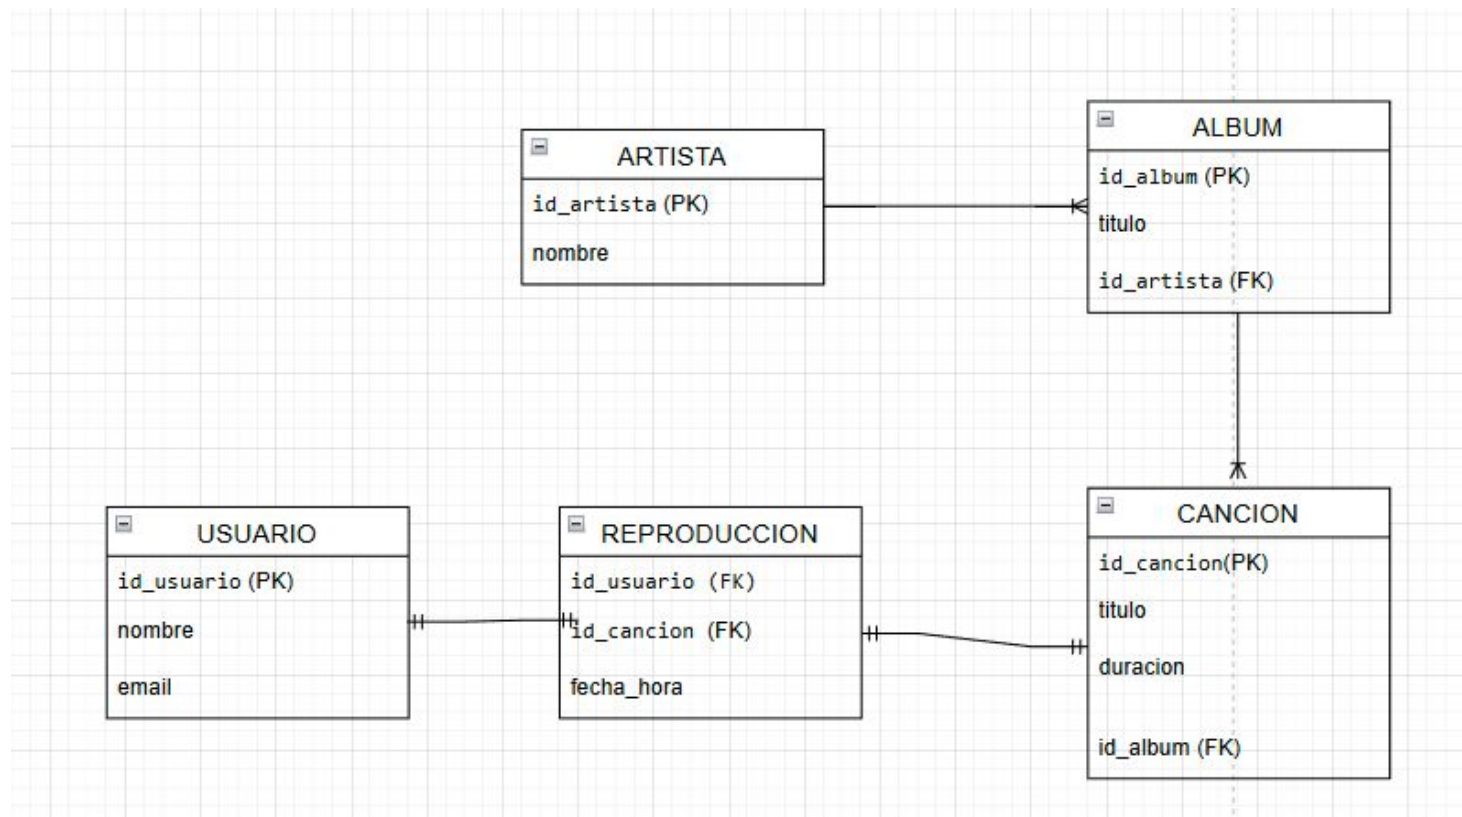 ARTISTA
id_artista (PK)
nombre
ALBUM
id_album (PK)
titulo
id_artista (FK)
USUARIO
id_usuario (PK)
nombre
email
REPRODUCCION
id_usuario (FK)
id_cancion (FK)
fecha_hora
CANCION
id_cancion(PK)
titulo
duracion
id_album (FK)